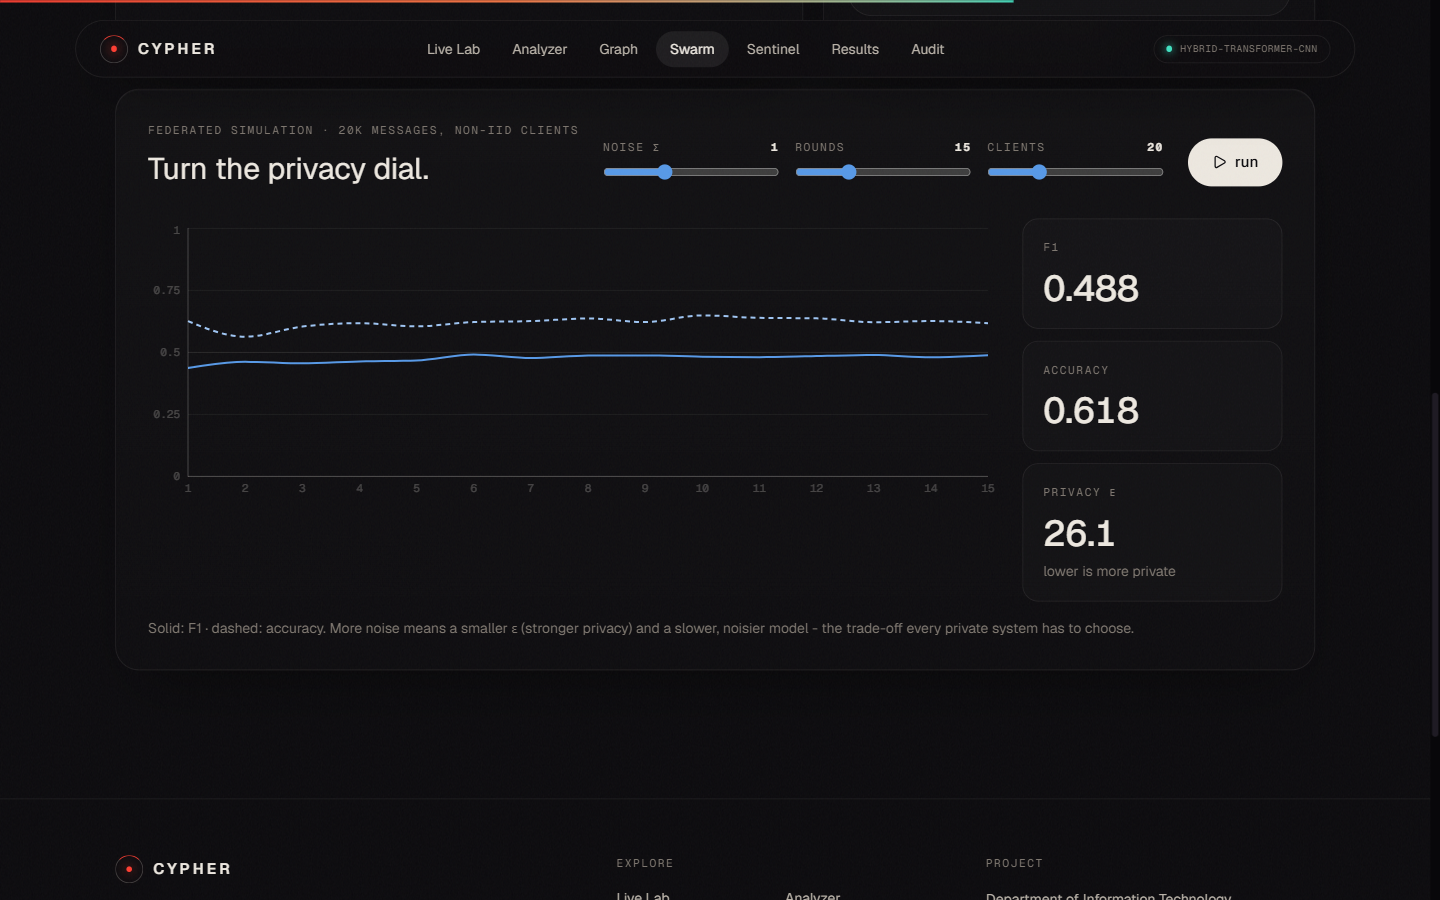 CYPHER
Live Lab
Analyzer
Graph
Swarm
Sentinel
Results
Audit
HYBRID-TRANSFORMER-CNN
FEDERATED SIMULATION · 20K MESSAGES, NON-IID CLIENTS
Turn the privacy dial.
NOISE Σ 1
ROUNDS 15
CLIENTS 20
run
1
0.75
0.5
0.25
0
1 2 3 4 5 6 7 8 9 10 11 12 13 14 15
F1
0.488
ACCURACY
0.618
PRIVACY Ε
26.1
lower is more private
Solid: F1 · dashed: accuracy. More noise means a smaller ε (stronger privacy) and a slower, noisier model - the trade-off every private system has to choose.
CYPHER
EXPLORE
PROJECT
Live Lab
Analyzer
Department of Information Technology